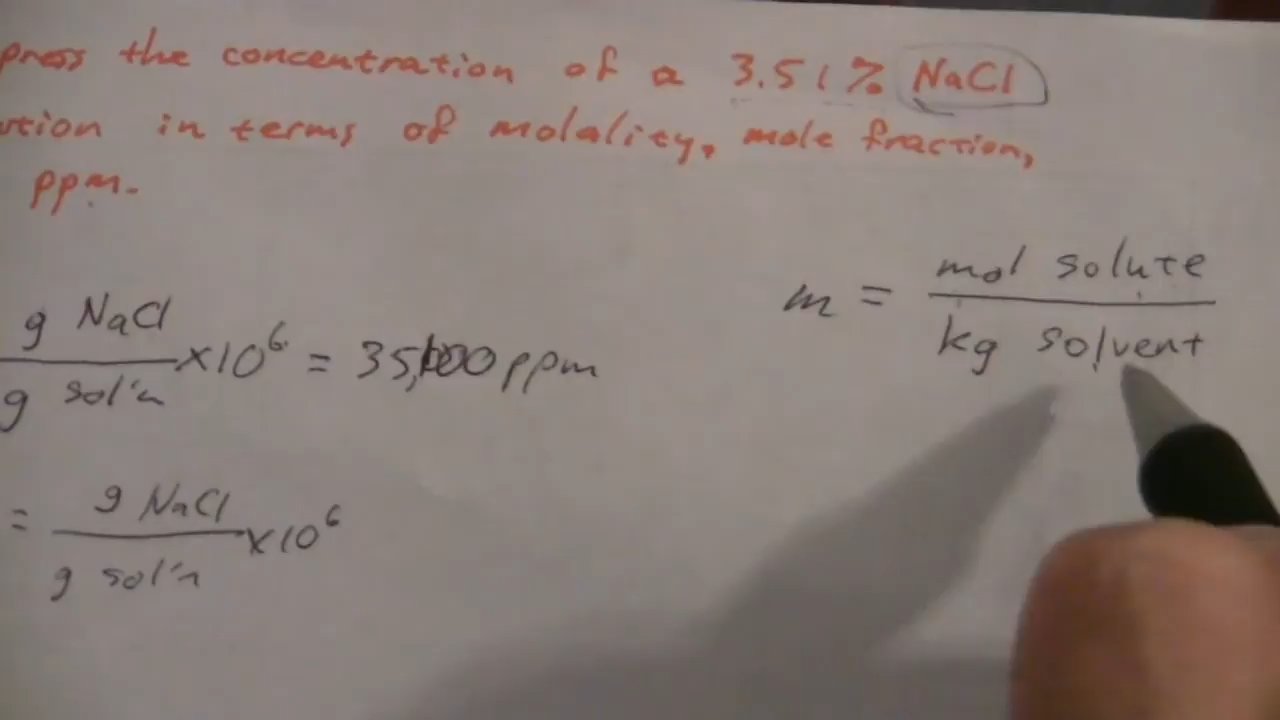 press the concentration of a 3.51% NaCl
ution in terms of molality, mole fraction,
ppm.
g NaCl
g sol'n
×10⁶ = 35,100 ppm
m = mol solute
kg solvent
= g NaCl
g sol'n
×10⁶